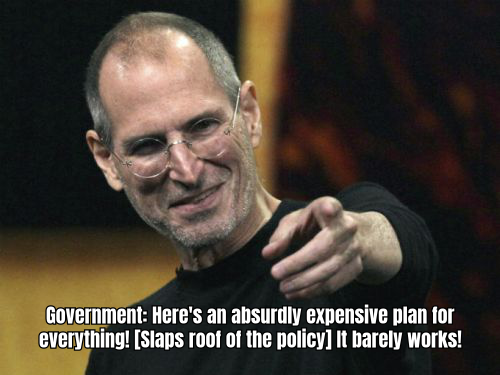 Government: Here's an absurdly expensive plan for
everything! [Slaps roof of the policy] It barely works!